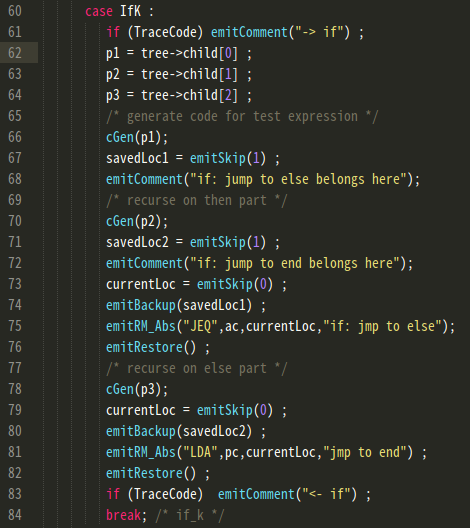 60 case IfK :
61 if (TraceCode) emitComment("-> if") ;
62 p1 = tree->child[0] ;
63 p2 = tree->child[1] ;
64 p3 = tree->child[2] ;
65 /* generate code for test expression */
66 cGen(p1);
67 savedLoc1 = emitSkip(1) ;
68 emitComment("if: jump to else belongs here");
69 /* recurse on then part */
70 cGen(p2);
71 savedLoc2 = emitSkip(1) ;
72 emitComment("if: jump to end belongs here");
73 currentLoc = emitSkip(0) ;
74 emitBackup(savedLoc1) ;
75 emitRM_Abs("JEQ",ac,currentLoc,"if: jmp to else");
76 emitRestore() ;
77 /* recurse on else part */
78 cGen(p3);
79 currentLoc = emitSkip(0) ;
80 emitBackup(savedLoc2) ;
81 emitRM_Abs("LDA",pc,currentLoc,"jmp to end") ;
82 emitRestore() ;
83 if (TraceCode)  emitComment("<- if") ;
84 break; /* if_k */